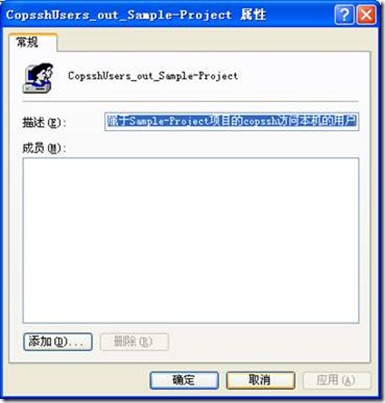 CopsshUsers_out_Sample-Project 属性
常规
CopsshUsers_out_Sample-Project
描述(E):
属于Sample-Project项目的copssh访问本机的用户
成员(M):
添加(D)...
删除(R)
确定
取消
应用(A)